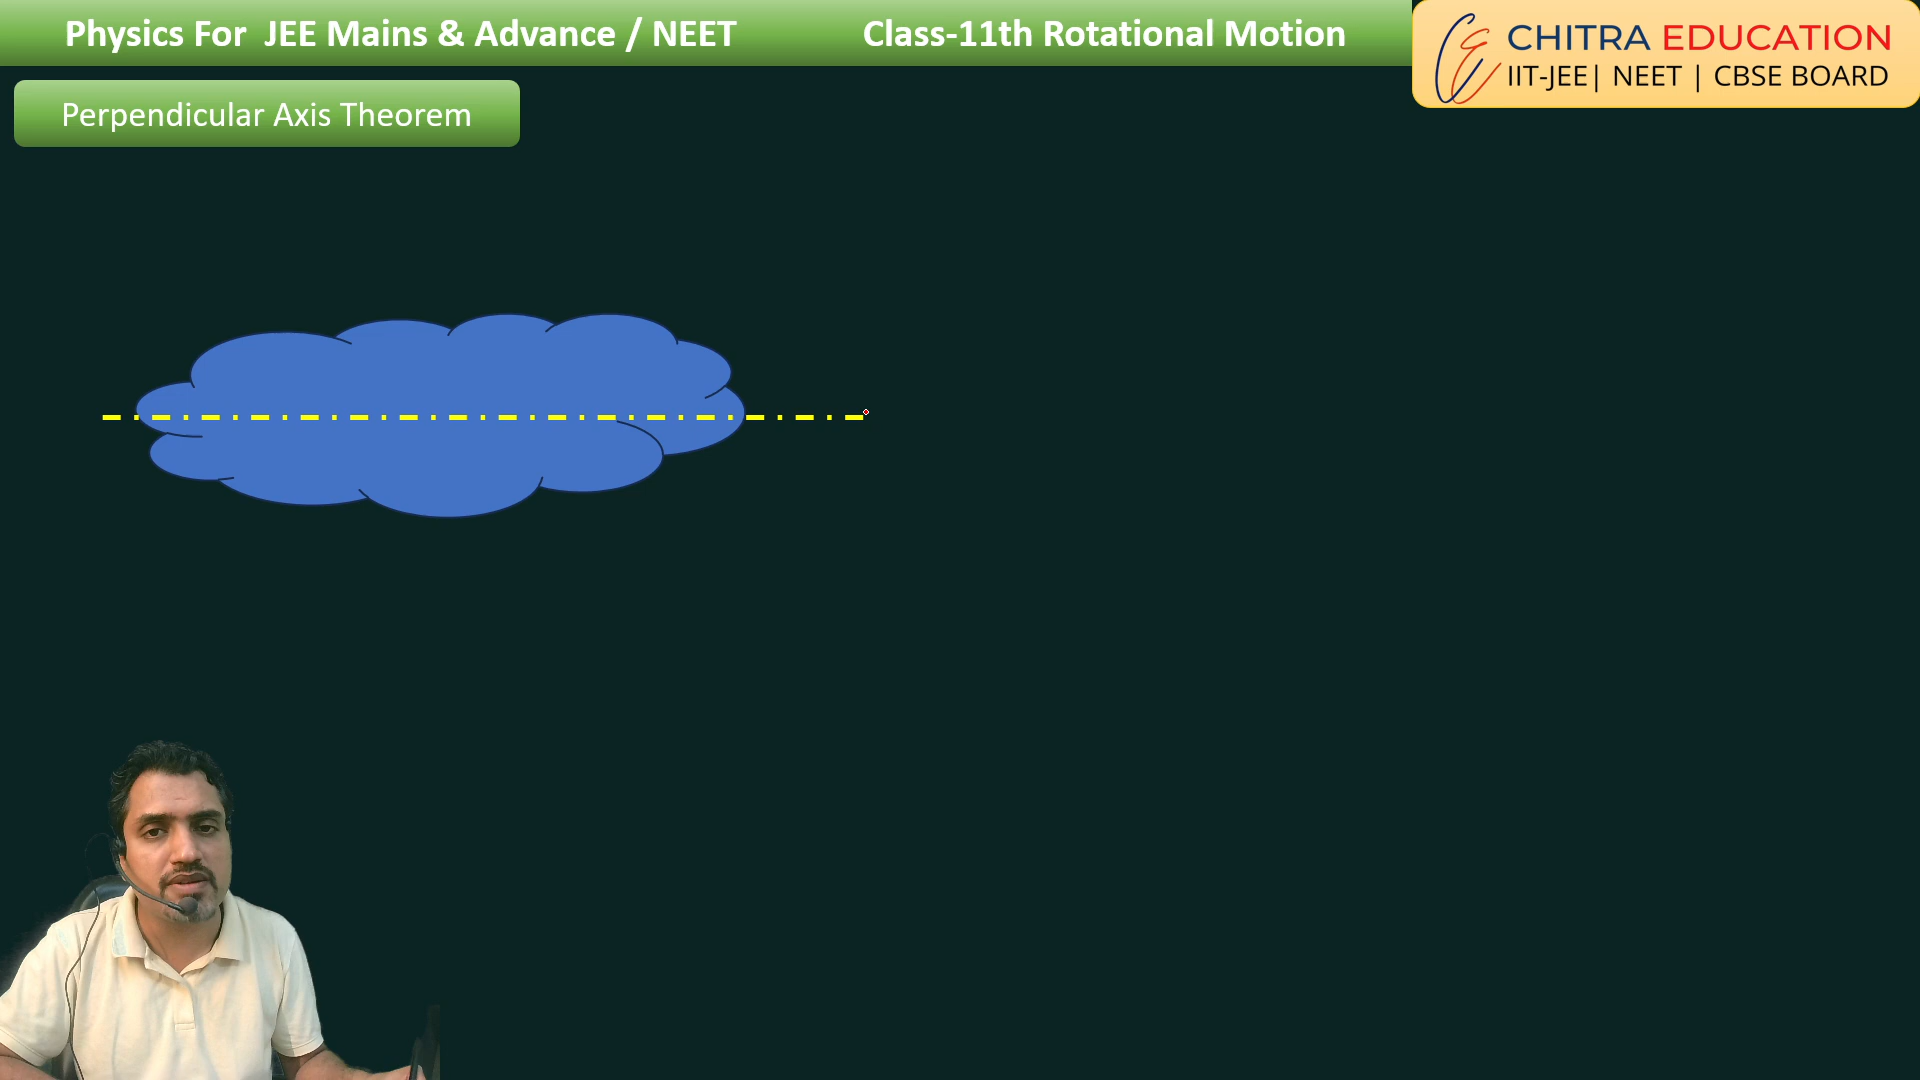 Physics For JEE Mains & Advance / NEET Class-11th Rotational Motion
CHITRA EDUCATION
IIT-JEE| NEET | CBSE BOARD
Perpendicular Axis Theorem